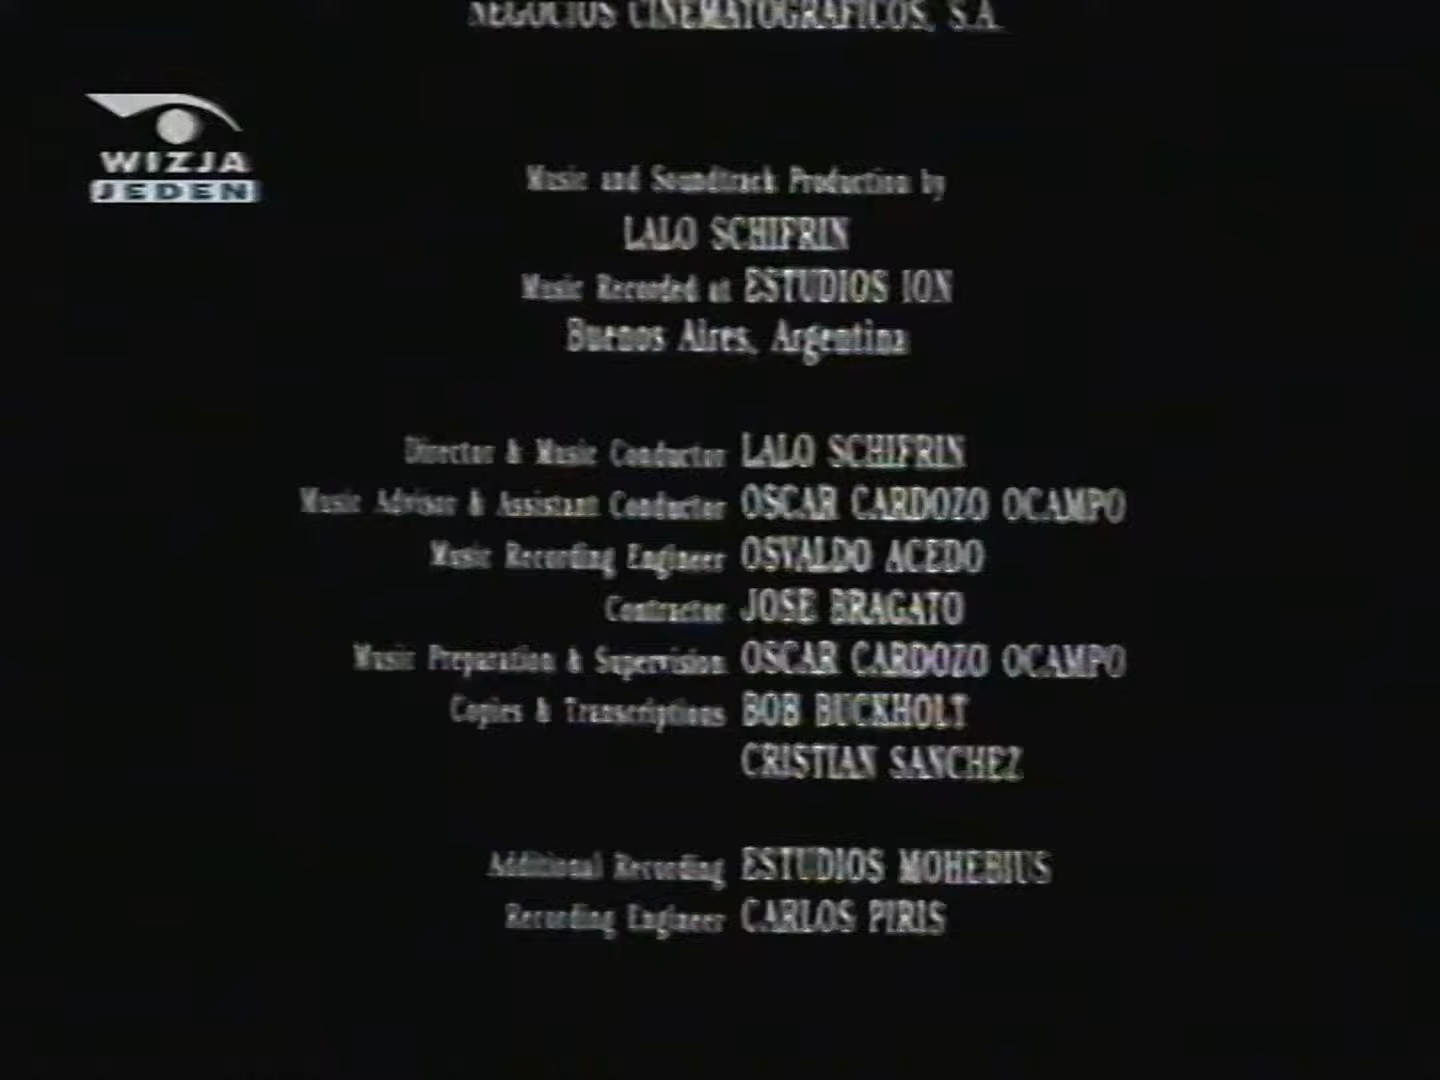 NEGOCIOS CINEMATOGRAFICOS, S.A.
WIZJA
JEDEN
Music and Soundtrack Production by
LALO SCHIFRIN
Music Recorded at ESTUDIOS ION
Buenos Aires, Argentina
Director & Music Conductor LALO SCHIFRIN
Music Advisor & Assistant Conductor OSCAR CARDOZO OCAMPO
Music Recording Engineer OSVALDO ACEDO
Contractor JOSE BRAGATO
Music Preparation & Supervision OSCAR CARDOZO OCAMPO
Copies & Transcriptions BOB BUCKHOLT
CRISTIAN SANCHEZ
Additional Recording ESTUDIOS MOHEBIUS
Recording Engineer CARLOS PIRIS